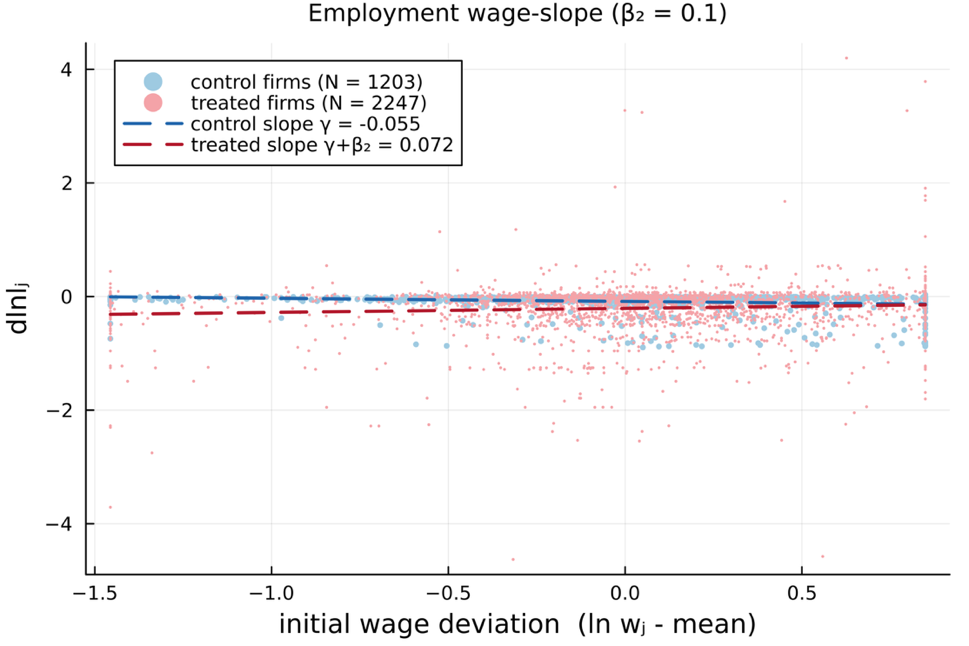 Employment wage-slope (β₂ = 0.1)
control firms (N = 1203)
treated firms (N = 2247)
control slope γ = -0.055
treated slope γ+β₂ = 0.072
4
2
0
−2
−4
dlnlⱼ
−1.5
−1.0
−0.5
0.0
0.5
initial wage deviation (ln wⱼ - mean)